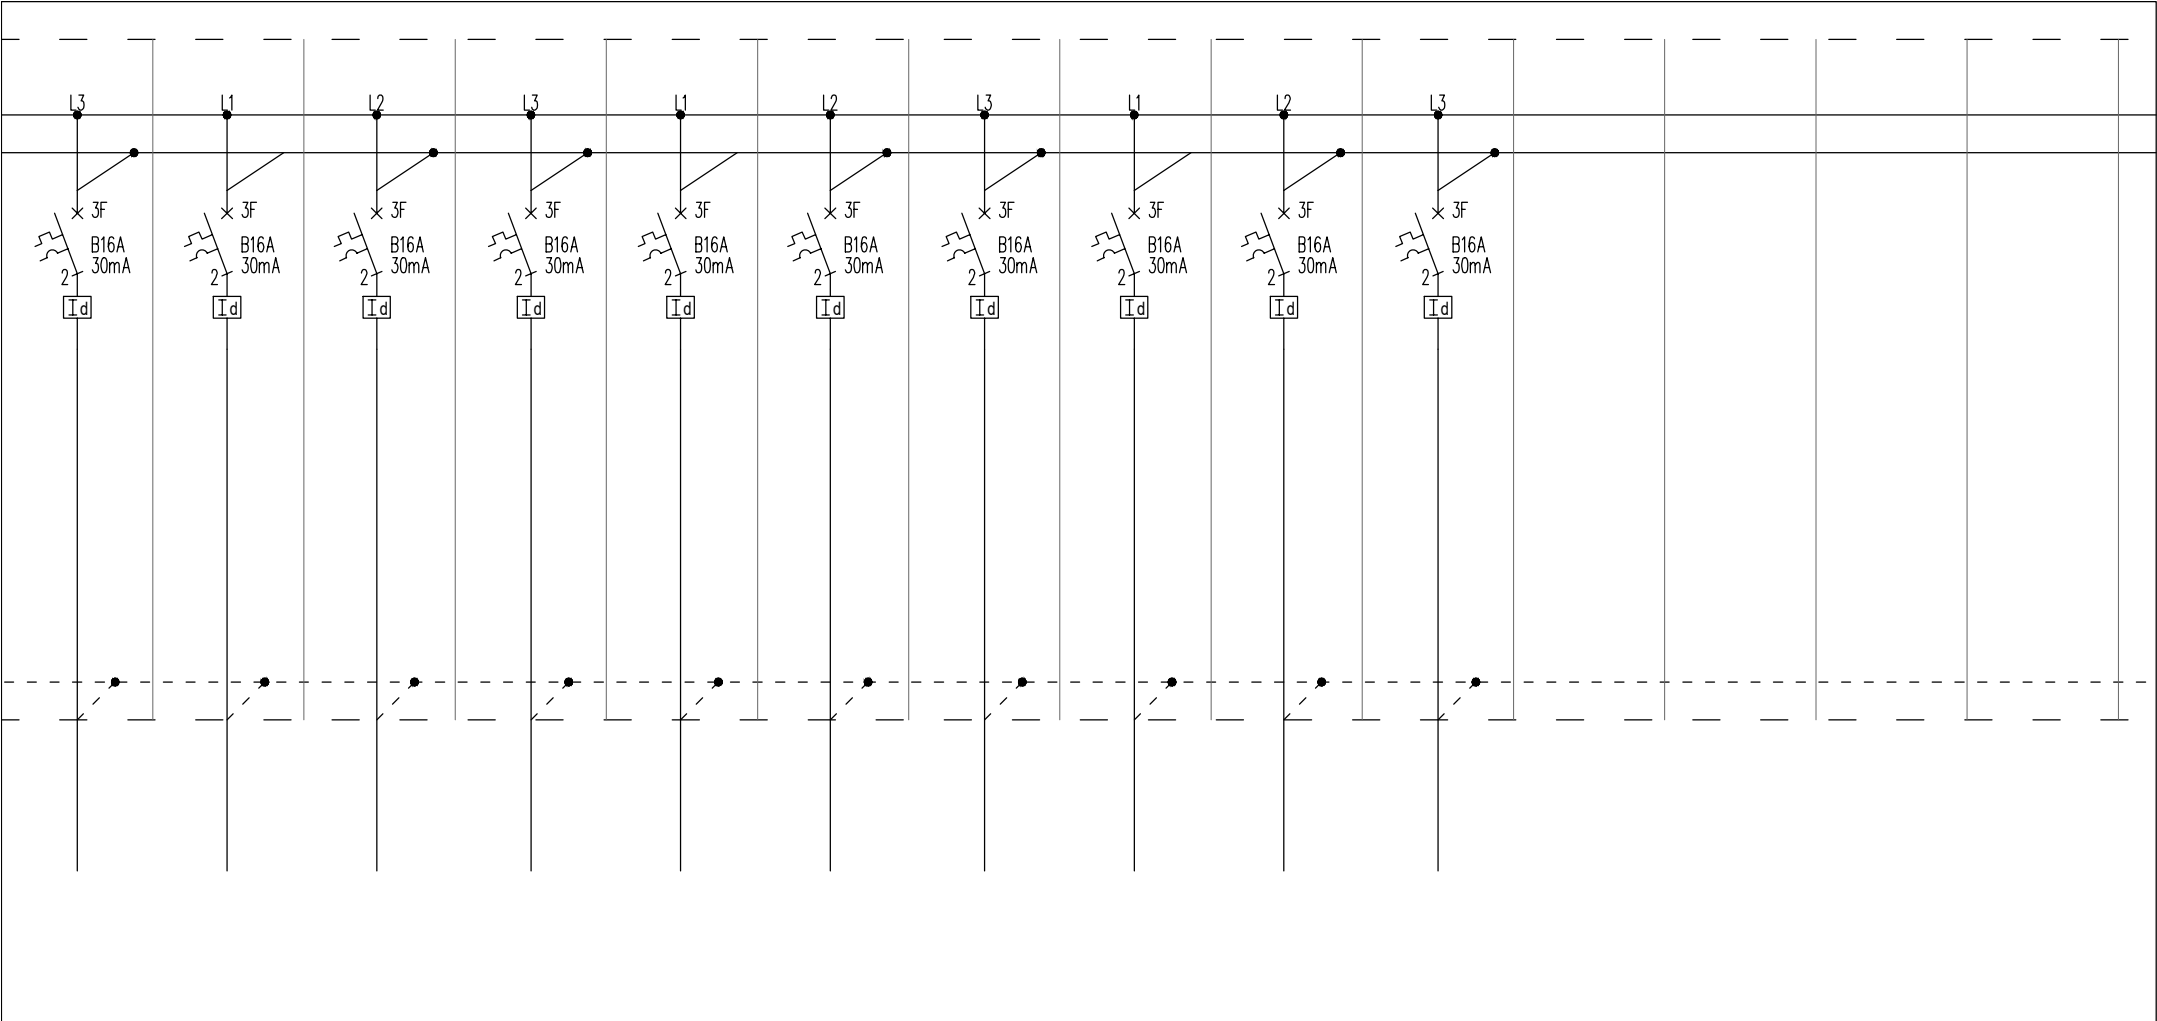 L3 L1 L2 L3 L1 L2 L3 L1 L2 L3
3F 3F 3F 3F 3F 3F 3F 3F 3F 3F
B16A B16A B16A B16A B16A B16A B16A B16A B16A B16A
30mA 30mA 30mA 30mA 30mA 30mA 30mA 30mA 30mA 30mA
2 2 2 2 2 2 2 2 2 2
Id Id Id Id Id Id Id Id Id Id